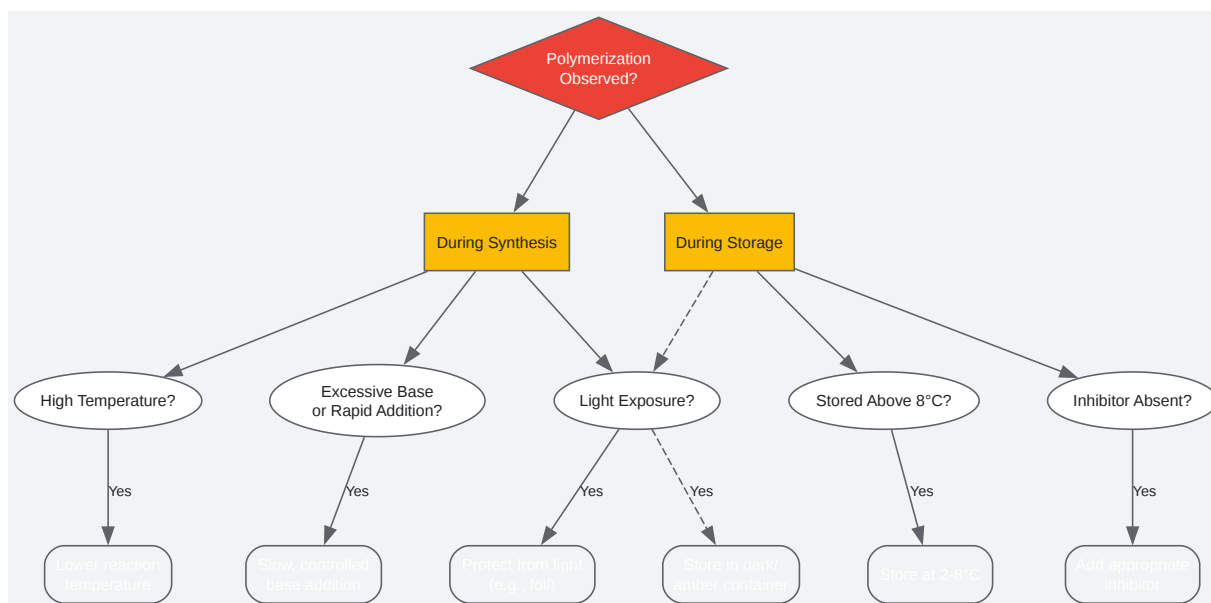 Polymerization
Observed?
During Synthesis
During Storage
High Temperature?
Excessive Base
or Rapid Addition?
Light Exposure?
Stored Above 8°C?
Inhibitor Absent?
Yes
Yes
Yes
Yes
Yes
Yes
Lower reaction
temperature
Slow, controlled
base addition
Protect from light
(e.g., foil)
Store in dark/
amber container
Store at 2-8°C
Add appropriate
inhibitor